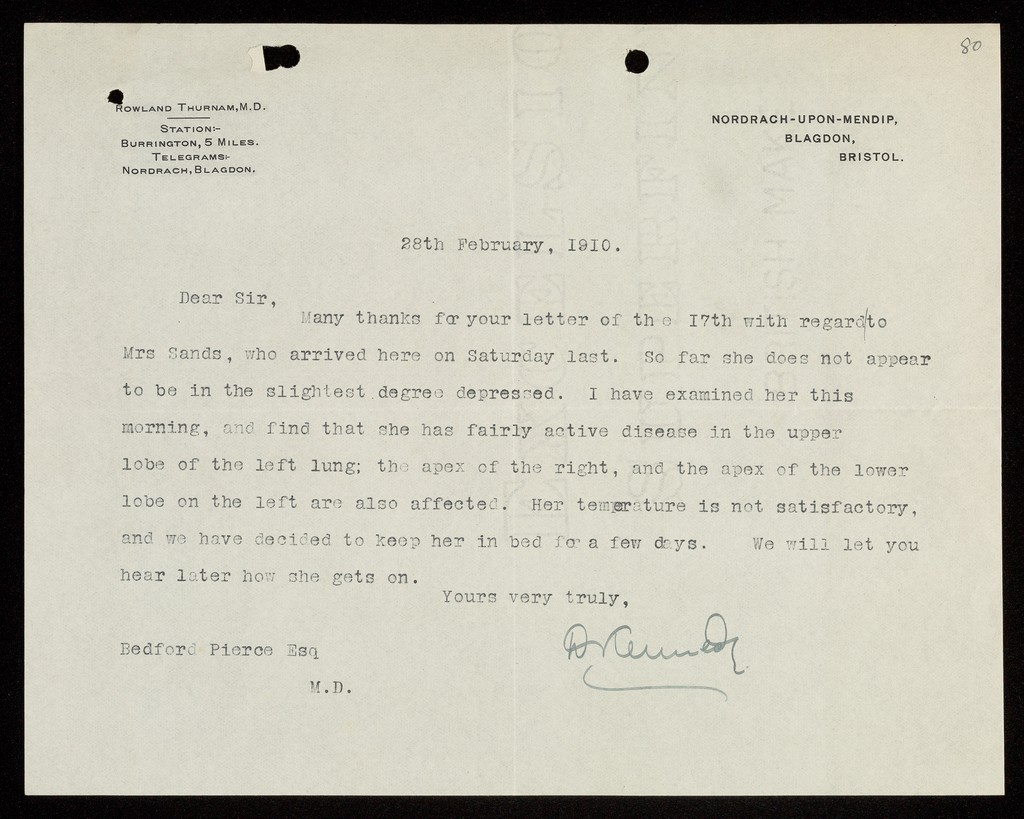 80
ROWLAND THURNAM, M.D.
STATION:-
BURRINGTON, 5 MILES.
TELEGRAMS:-
NORDRACH, BLAGDON.
NORDRACH-UPON-MENDIP,
BLAGDON,
BRISTOL.
28th February, 1910.
Dear Sir,
Many thanks for your letter of the 17th with regard/to
Mrs Sands, who arrived here on Saturday last. So far she does not appear
to be in the slightest degree depressed. I have examined her this
morning, and find that she has fairly active disease in the upper
lobe of the left lung; the apex of the right, and the apex of the lower
lobe on the left are also affected. Her temperature is not satisfactory,
and we have decided to keep her in bed for a few days. We will let you
hear later how she gets on.
Yours very truly,
Bedford Pierce Esq
M.D.
Kennedy